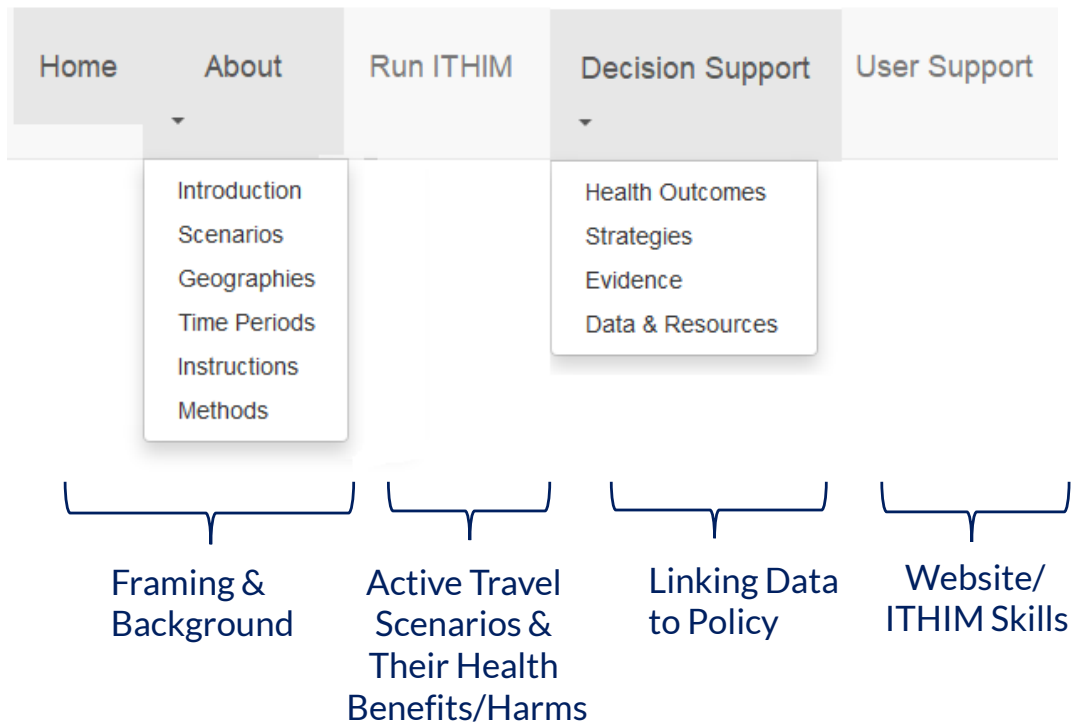 Home About Run ITHIM Decision Support User Support
Introduction
Scenarios
Geographies
Time Periods
Instructions
Methods
Health Outcomes
Strategies
Evidence
Data & Resources
Framing &
Background
Active Travel
Scenarios &
Their Health
Benefits/Harms
Linking Data
to Policy
Website/
ITHIM Skills